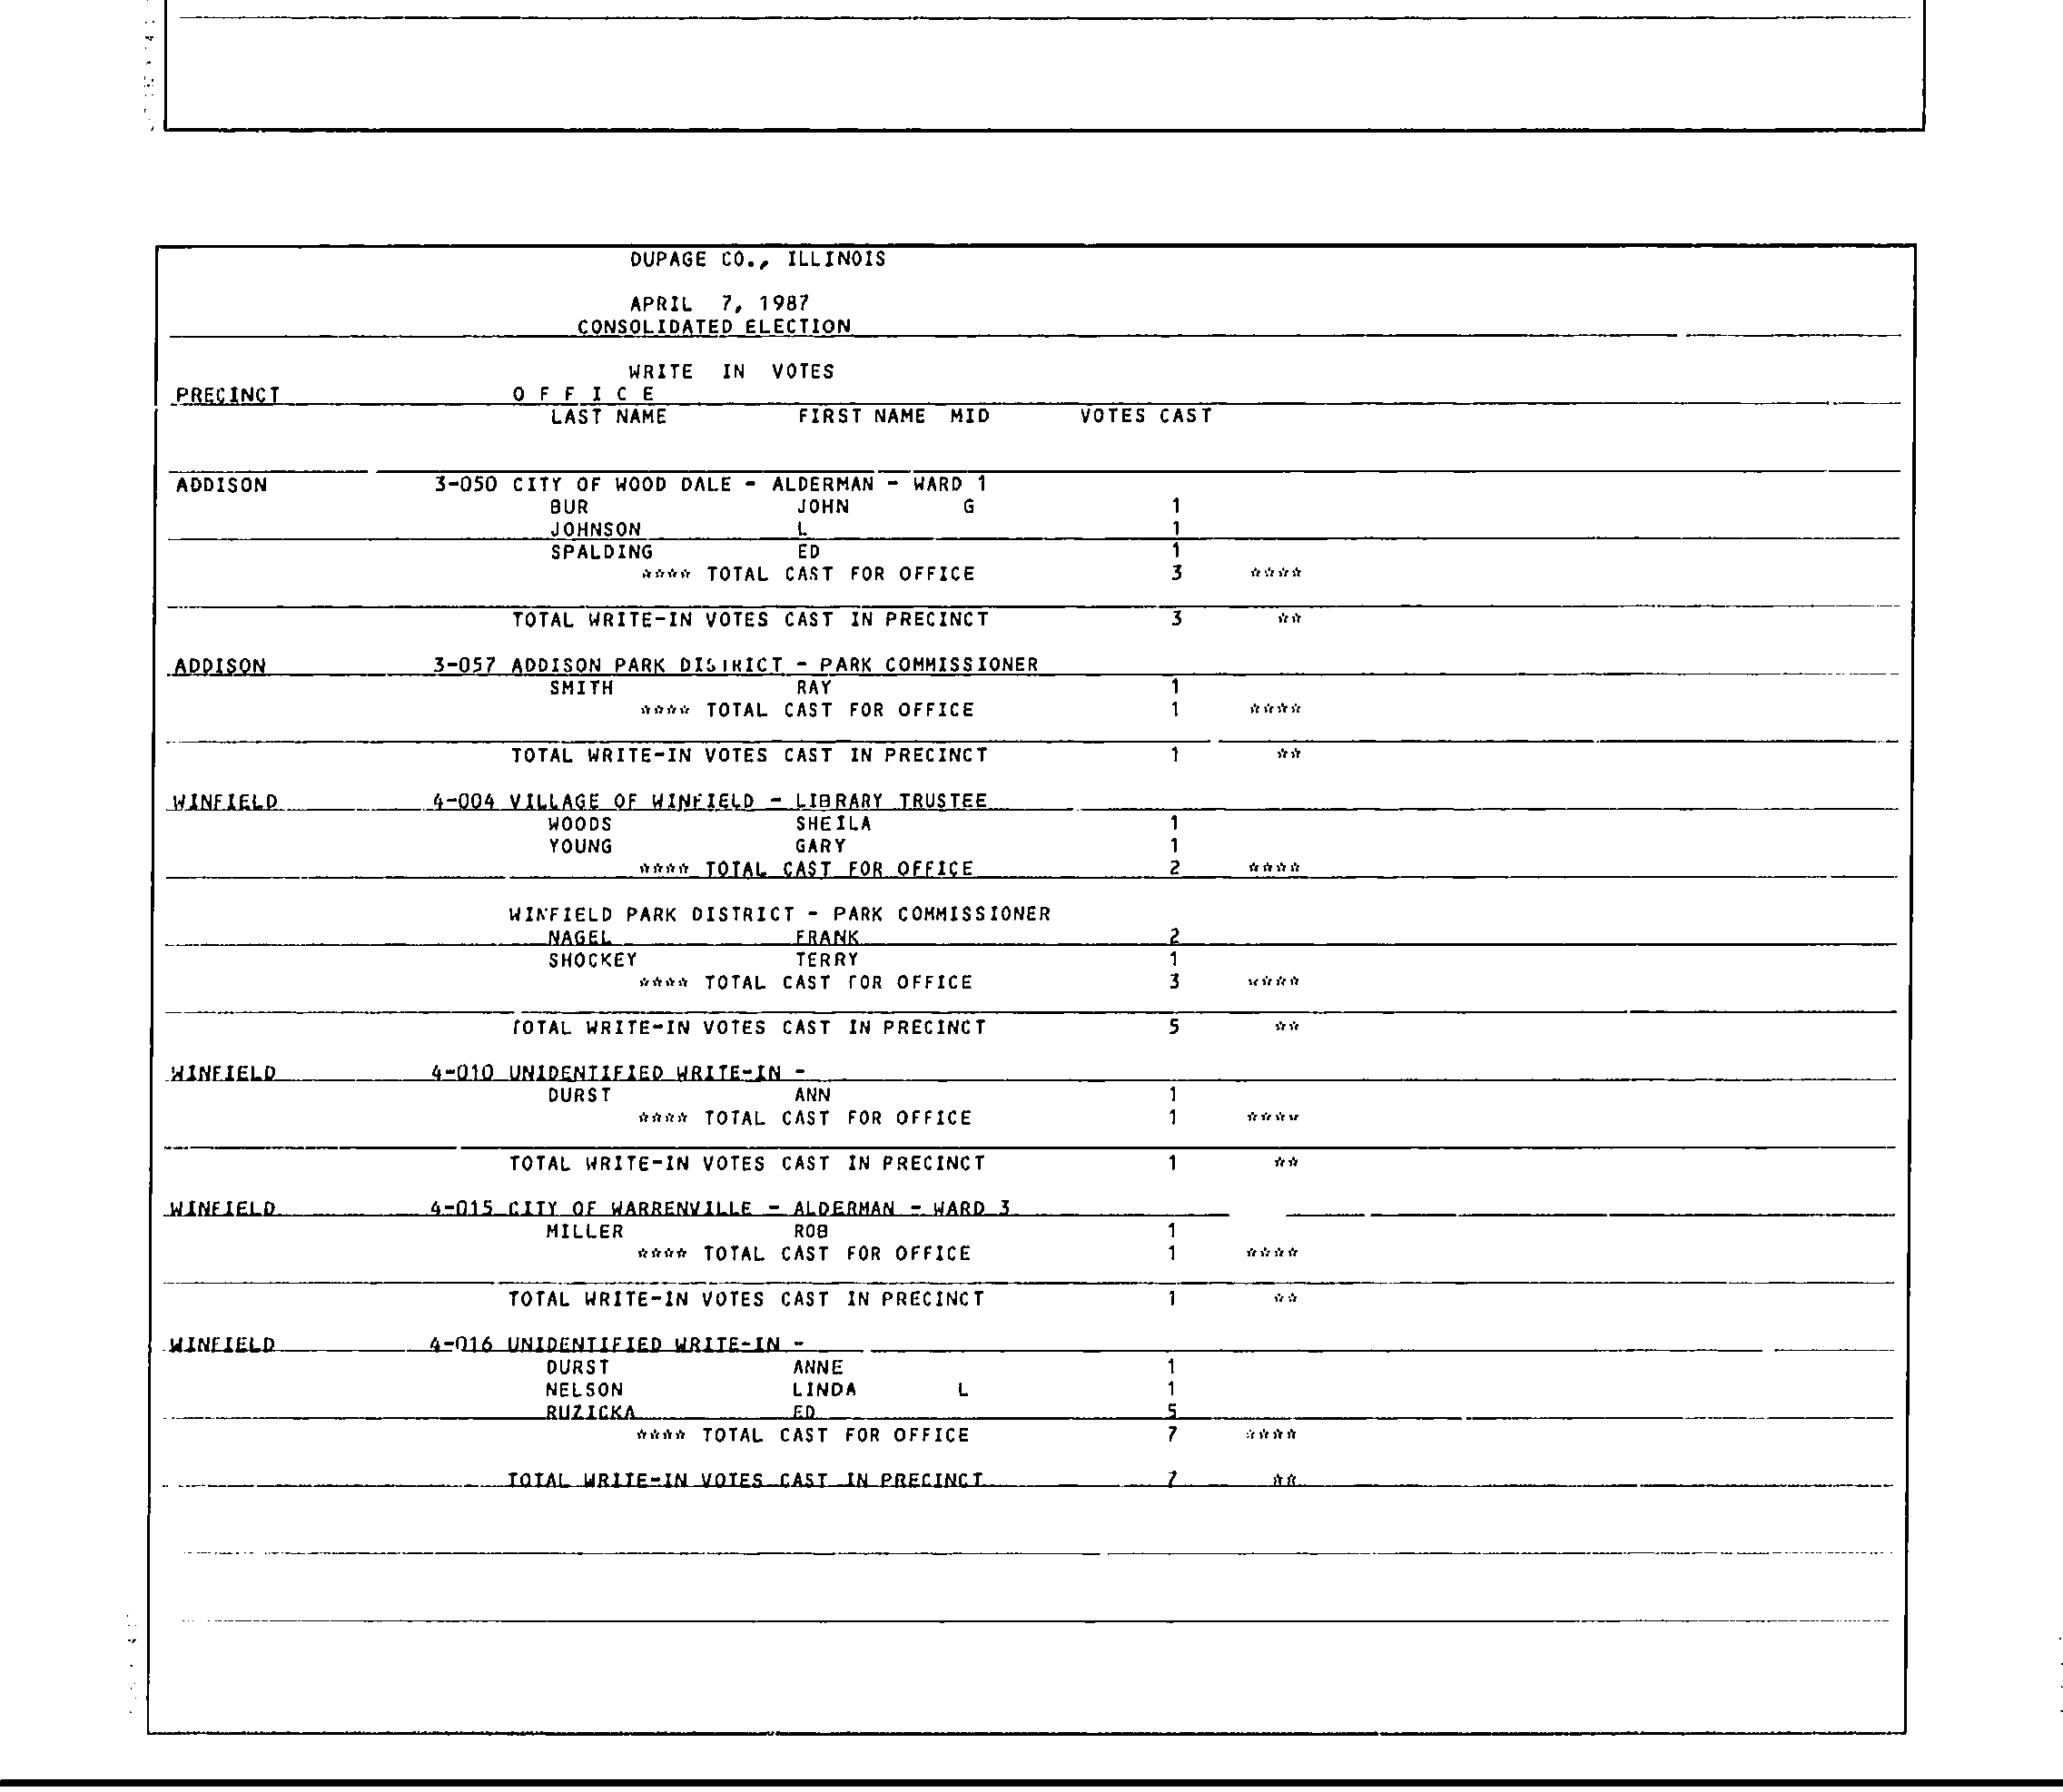 DUPAGE CO., ILLINOIS
APRIL 7, 1987
CONSOLIDATED ELECTION
WRITE IN VOTES
PRECINCT O F F I C E
LAST NAME FIRST NAME MID VOTES CAST
ADDISON 3-050 CITY OF WOOD DALE - ALDERMAN - WARD 1
BUR JOHN G 1
JOHNSON L 1
SPALDING ED 1
**** TOTAL CAST FOR OFFICE 3 ****
TOTAL WRITE-IN VOTES CAST IN PRECINCT 3 **
ADDISON 3-057 ADDISON PARK DISTRICT - PARK COMMISSIONER
SMITH RAY 1
**** TOTAL CAST FOR OFFICE 1 ****
TOTAL WRITE-IN VOTES CAST IN PRECINCT 1 **
WINFIELD 4-004 VILLAGE OF WINFIELD - LIBRARY TRUSTEE
WOODS SHEILA 1
YOUNG GARY 1
**** TOTAL CAST FOR OFFICE 2 ****
WINFIELD PARK DISTRICT - PARK COMMISSIONER
NAGEL FRANK 2
SHOCKEY TERRY 1
**** TOTAL CAST FOR OFFICE 3 ****
TOTAL WRITE-IN VOTES CAST IN PRECINCT 5 **
WINFIELD 4-010 UNIDENTIFIED WRITE-IN -
DURST ANN 1
**** TOTAL CAST FOR OFFICE 1 ****
TOTAL WRITE-IN VOTES CAST IN PRECINCT 1 **
WINFIELD 4-015 CITY OF WARRENVILLE - ALDERMAN - WARD 3
MILLER ROB 1
**** TOTAL CAST FOR OFFICE 1 ****
TOTAL WRITE-IN VOTES CAST IN PRECINCT 1 **
WINFIELD 4-016 UNIDENTIFIED WRITE-IN -
DURST ANNE 1
NELSON LINDA L 1
RUZICKA ED 5
**** TOTAL CAST FOR OFFICE 7 ****
TOTAL WRITE-IN VOTES CAST IN PRECINCT 7 **